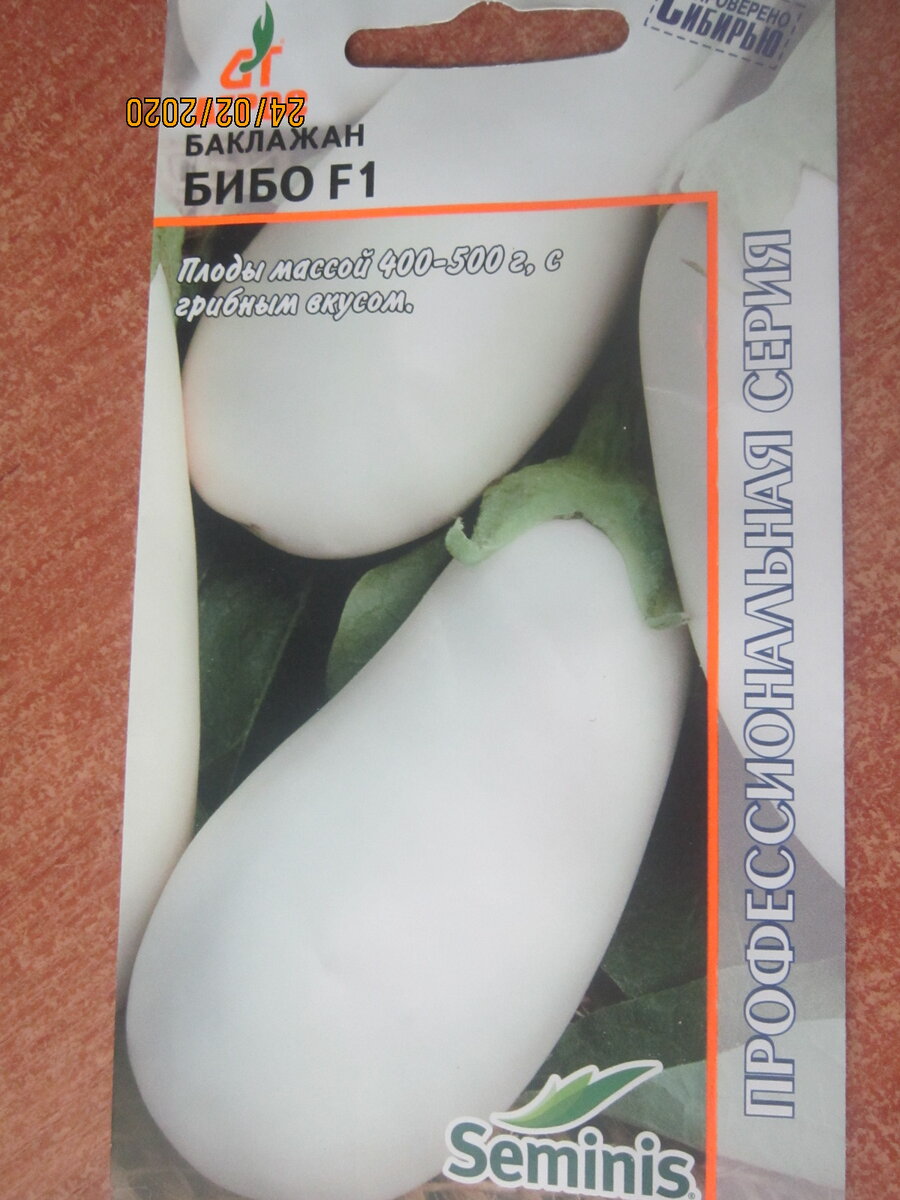 ПРОВЕРЕНО
СИБИРЬЮ
24/02/2020
БАКЛАЖАН
БИБО F1
Плоды массой 400-500 г, с
грибным вкусом.
ПРОФЕССИОНАЛЬНАЯ СЕРИЯ
Seminis